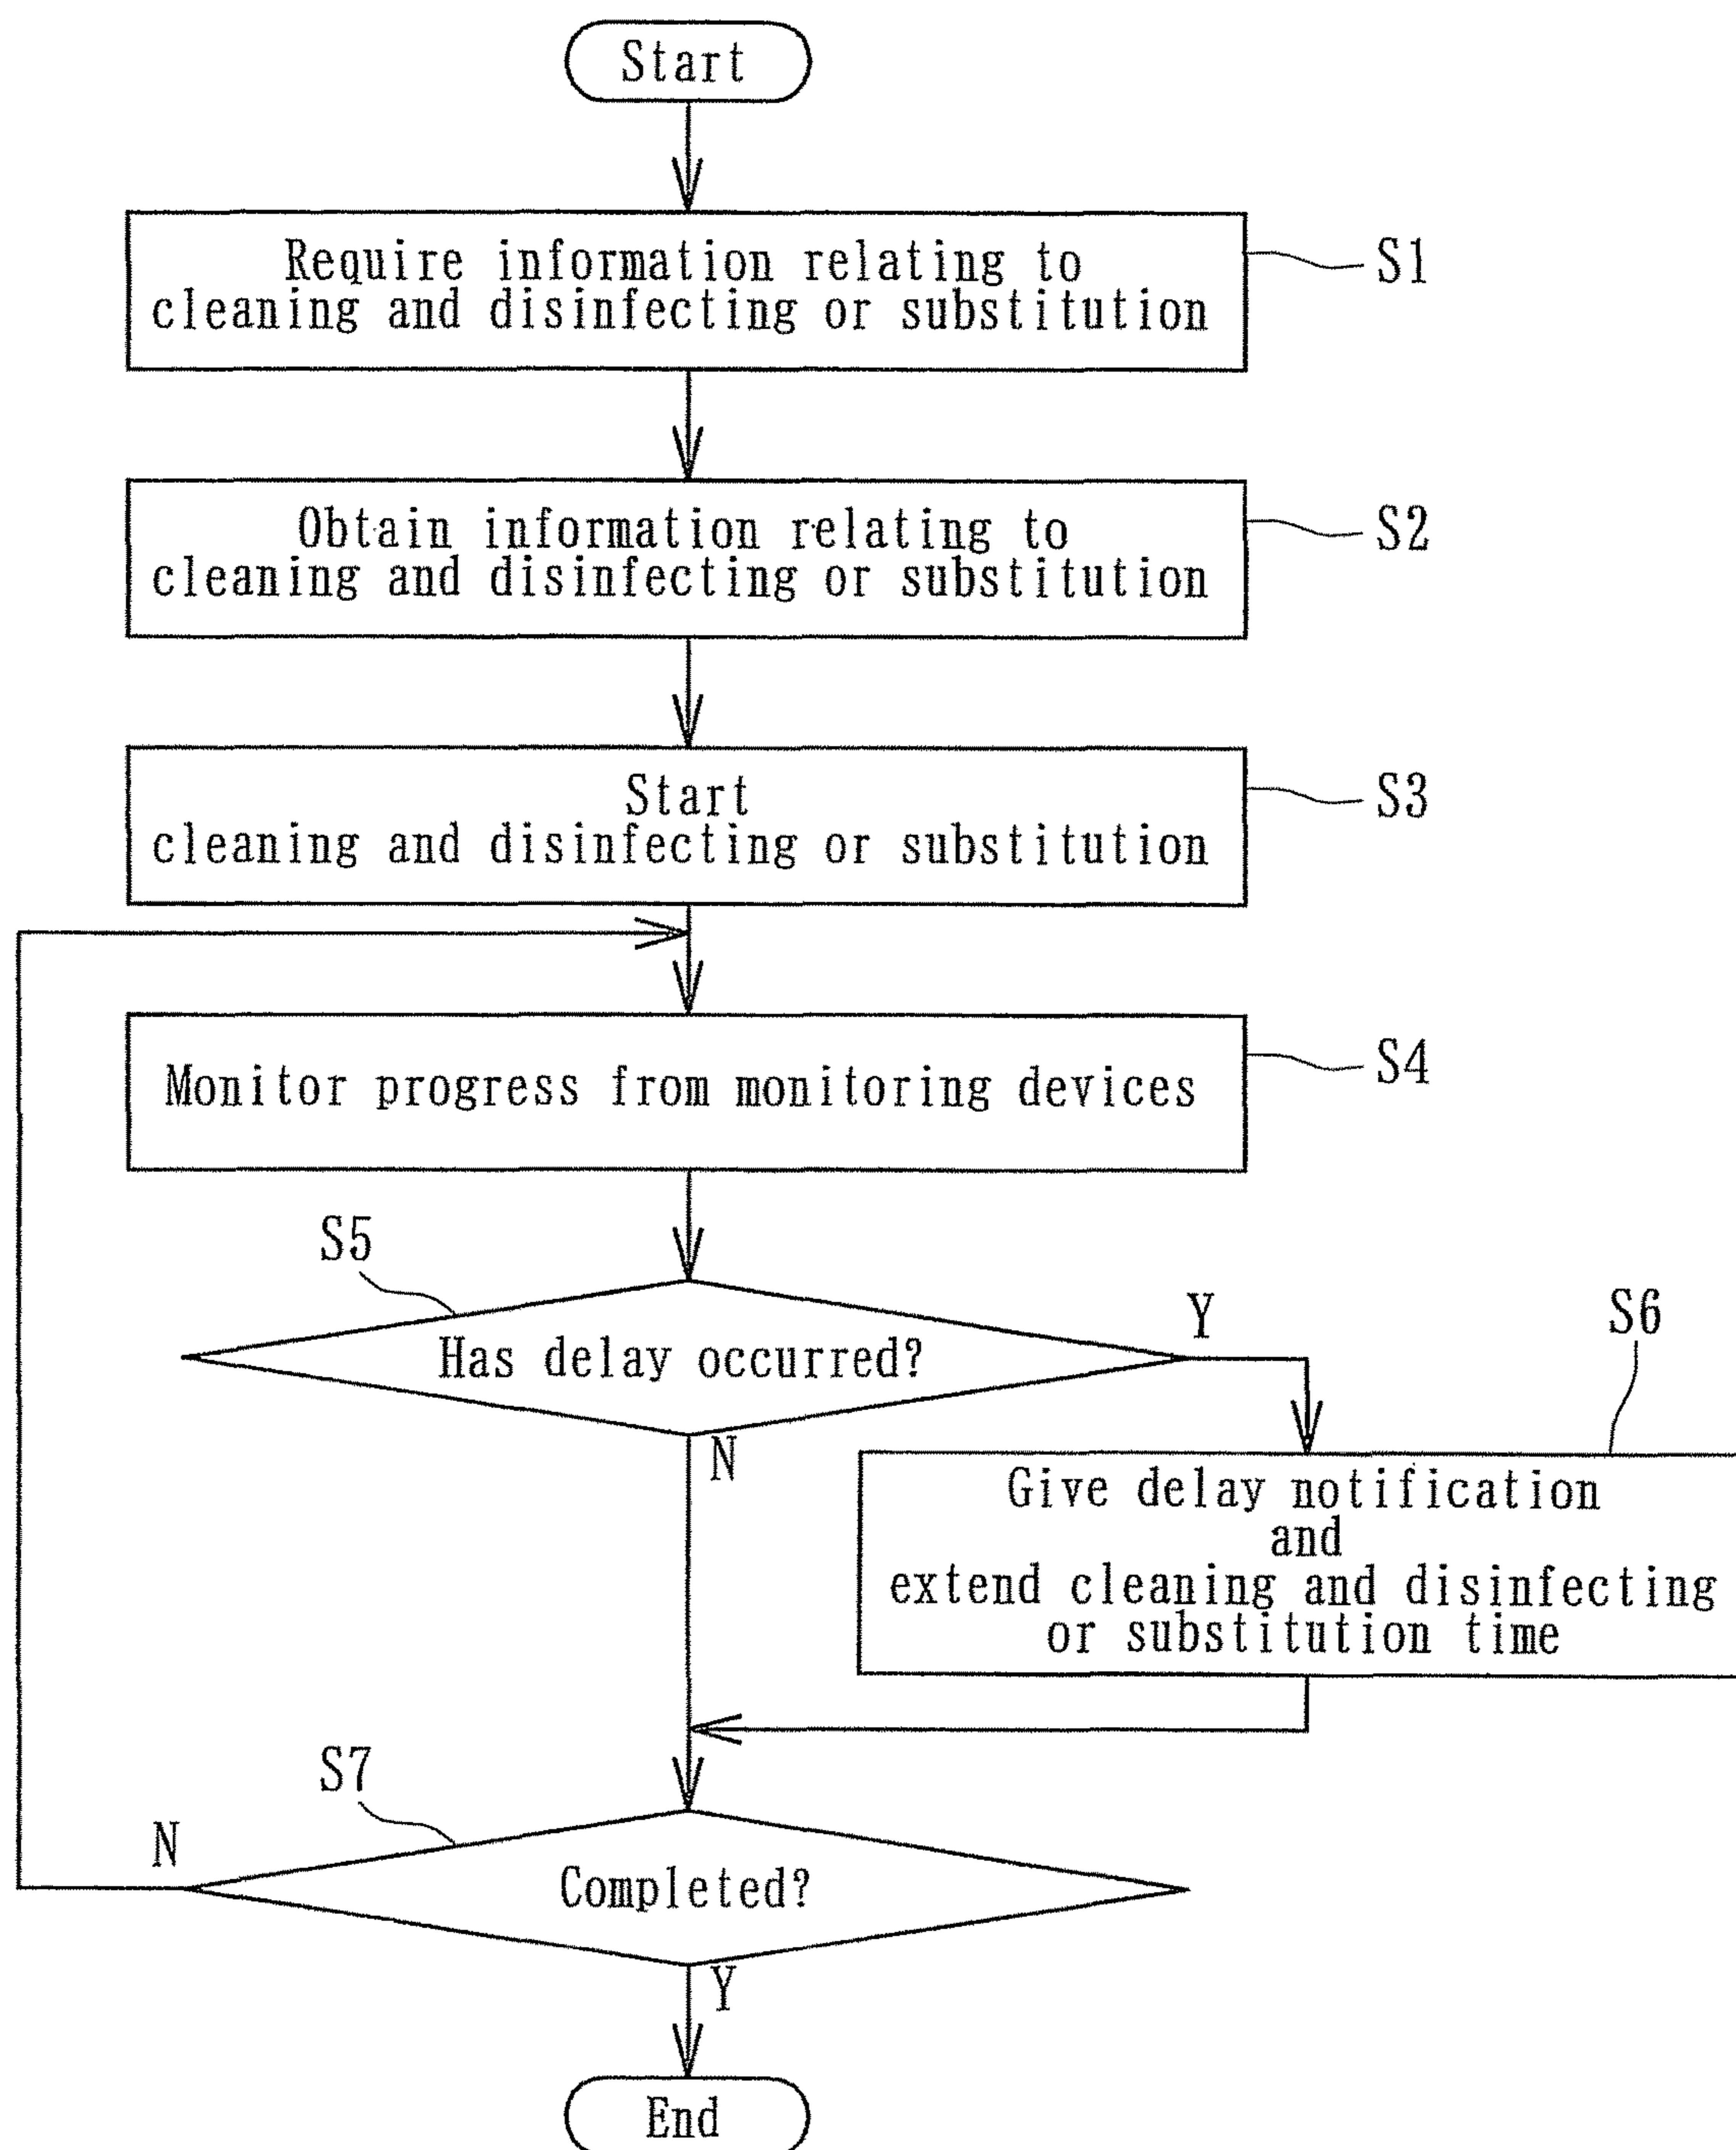 Start
Require information relating to
cleaning and disinfecting or substitution
S1
Obtain information relating to
cleaning and disinfecting or substitution
S2
Start
cleaning and disinfecting or substitution
S3
Monitor progress from monitoring devices
S4
S5
Has delay occurred?
Y
N
S6
Give delay notification
and
extend cleaning and disinfecting
or substitution time
S7
N
Completed?
Y
End